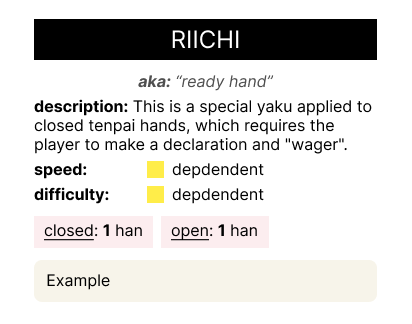 RIICHI
aka: “ready hand”
description: This is a special yaku applied to
closed tenpai hands, which requires the
player to make a declaration and "wager".
speed: depdendent
difficulty: depdendent
closed: 1 han open: 1 han
Example